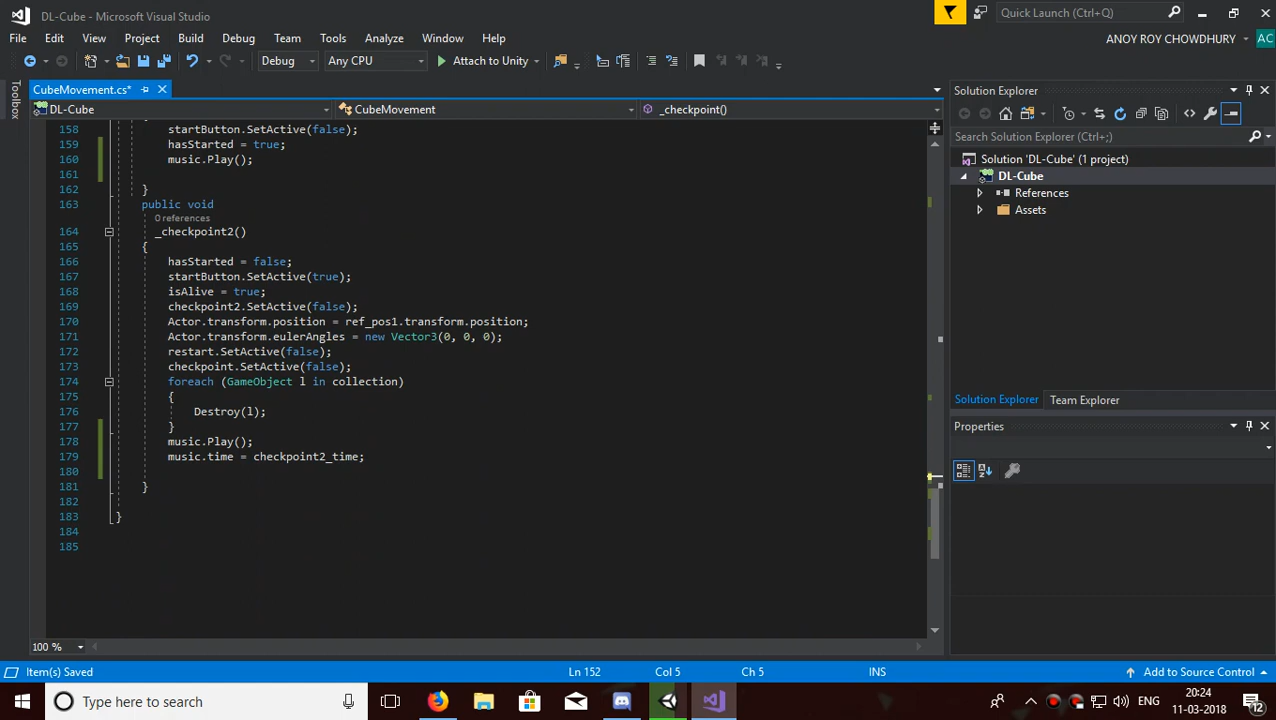 DL-Cube - Microsoft Visual Studio
Quick Launch (Ctrl+Q)
File Edit View Project Build Debug Team Tools Analyze Window Help
ANOY ROY CHOWDHURY AC
Debug Any CPU Attach to Unity
Toolbox
CubeMovement.cs*
DL-Cube CubeMovement _checkpoint()
158 startButton.SetActive(false);
159 hasStarted = true;
160 music.Play();
161
162 }
163 public void
0 references
164 _checkpoint2()
165 {
166 hasStarted = false;
167 startButton.SetActive(true);
168 isAlive = true;
169 checkpoint2.SetActive(false);
170 Actor.transform.position = ref_pos1.transform.position;
171 Actor.transform.eulerAngles = new Vector3(0, 0, 0);
172 restart.SetActive(false);
173 checkpoint.SetActive(false);
174 foreach (GameObject l in collection)
175 {
176 Destroy(l);
177 }
178 music.Play();
179 music.time = checkpoint2_time;
180
181 }
182
183 }
184
185
100 %
Solution Explorer
Search Solution Explorer (Ctrl+;)
Solution 'DL-Cube' (1 project)
DL-Cube
References
Assets
Solution Explorer Team Explorer
Properties
Item(s) Saved Ln 152 Col 5 Ch 5 INS Add to Source Control
Type here to search
ENG
20:24
11-03-2018
12